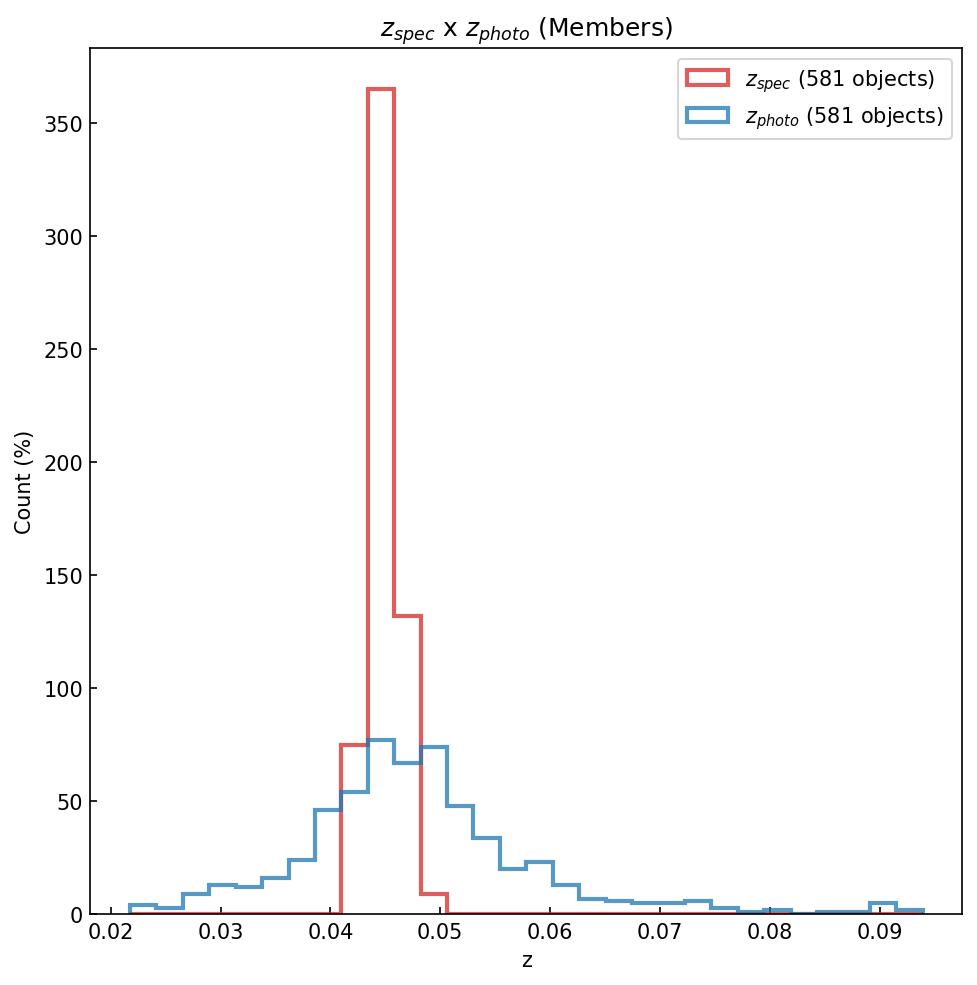 z_spec x z_photo (Members)
z_spec (581 objects)
z_photo (581 objects)
Count (%)
350
300
250
200
150
100
50
0
0.02 0.03 0.04 0.05 0.06 0.07 0.08 0.09
z